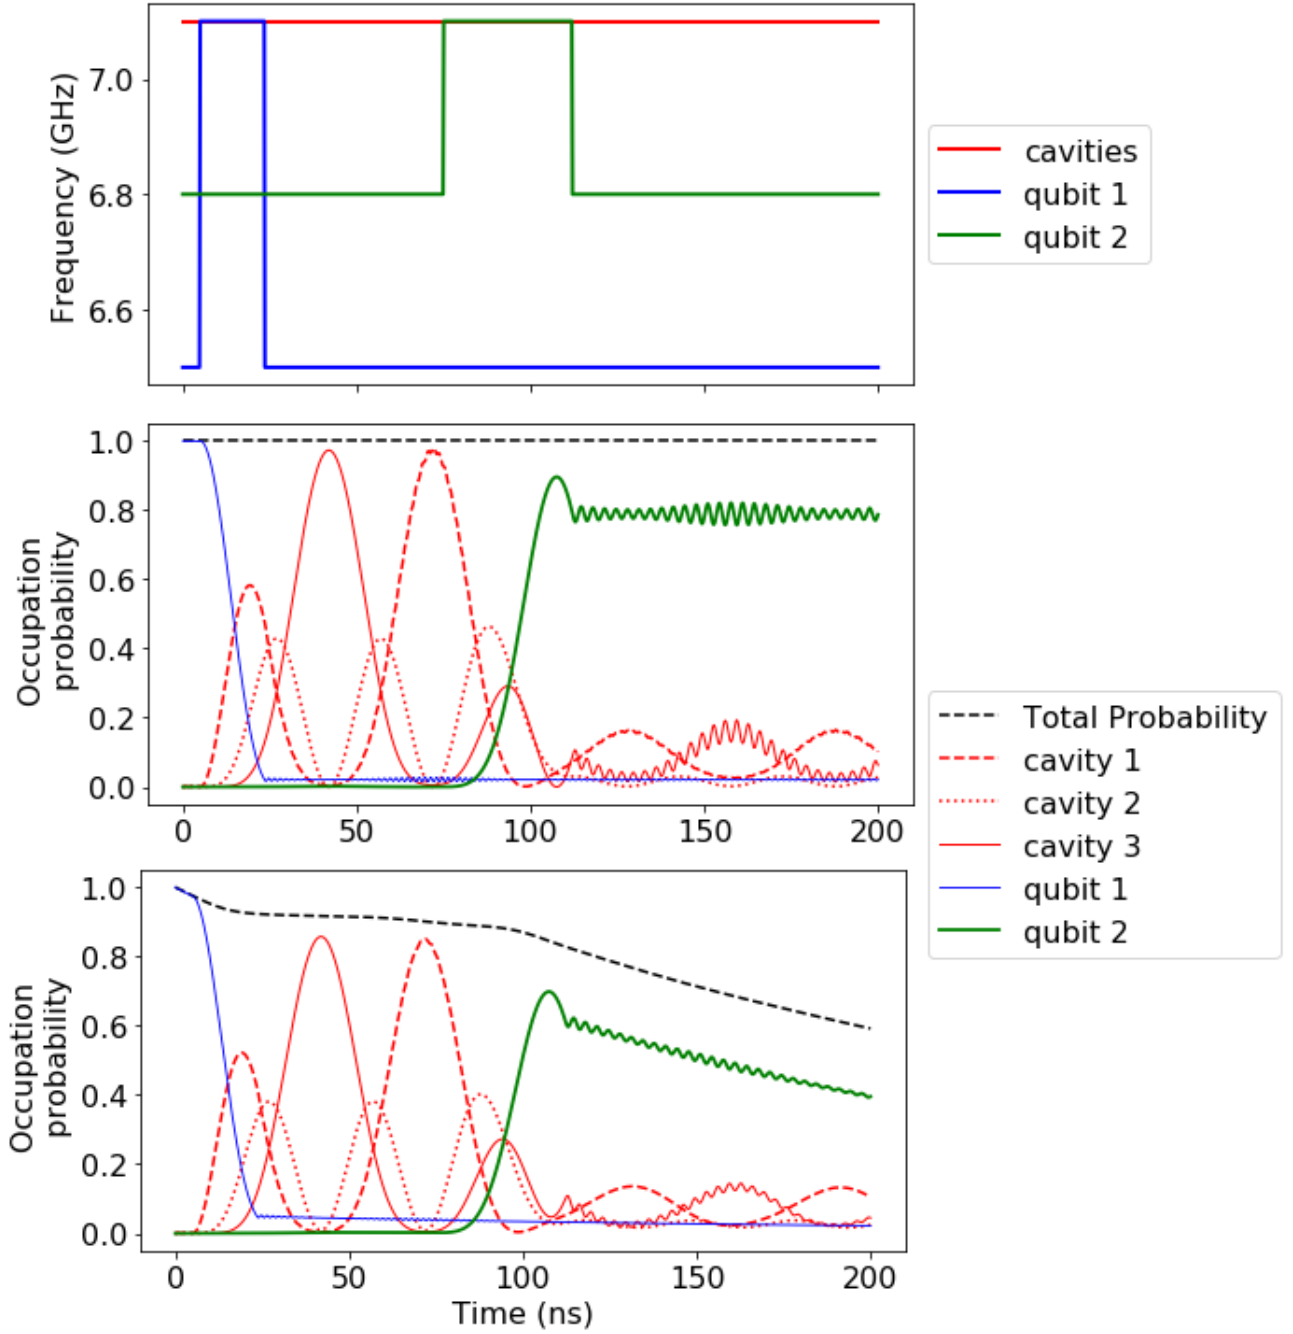 Frequency (GHz)
7.0
6.8
6.6
cavities
qubit 1
qubit 2
Occupation
probability
1.0
0.8
0.6
0.4
0.2
0.0
0
50
100
150
200
Total Probability
cavity 1
cavity 2
cavity 3
qubit 1
qubit 2
Occupation
probability
1.0
0.8
0.6
0.4
0.2
0.0
0
50
100
150
200
Time (ns)